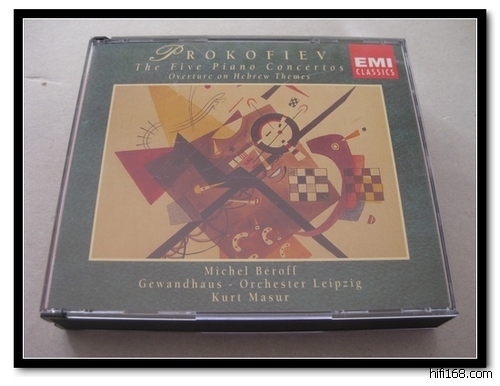 PROKOFIEV
The Five Piano Concertos
Overture on Hebrew Themes
EMI
CLASSICS
Michel Béroff
Gewandhaus - Orchester Leipzig
Kurt Masur
hifi168.com